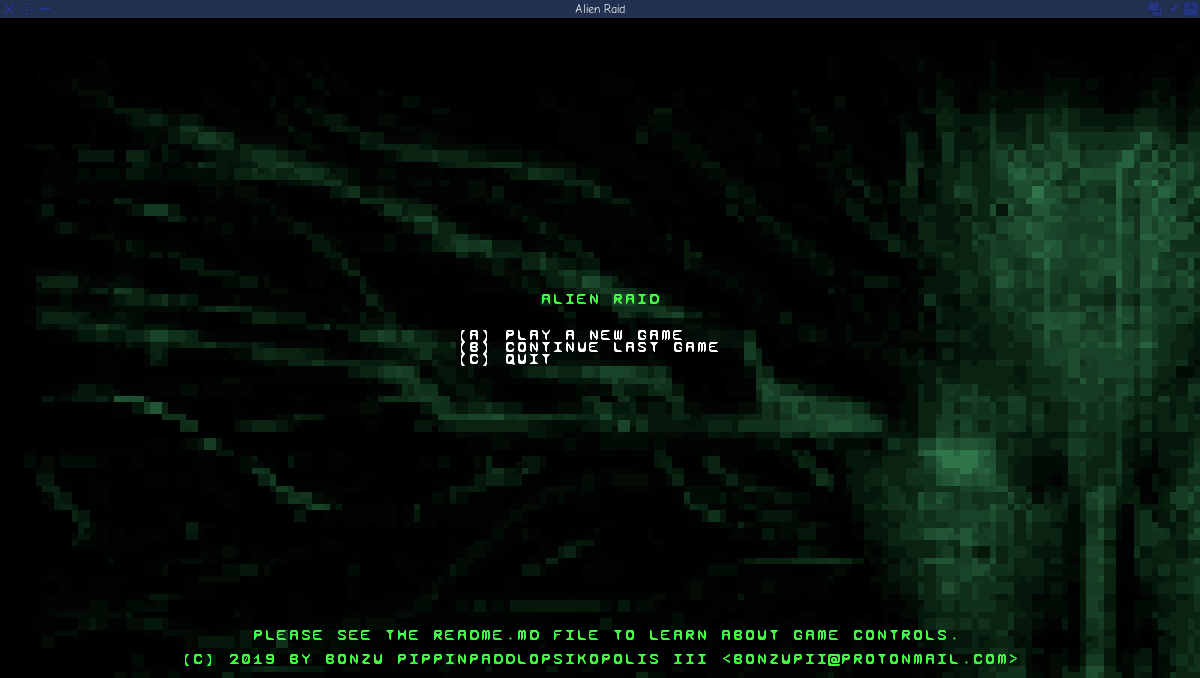 Alien Raid
ALIEN RAID
(A) PLAY A NEW GAME
(B) CONTINUE LAST GAME
(C) QUIT
PLEASE SEE THE README.MD FILE TO LEARN ABOUT GAME CONTROLS.
(C) 2019 BY BONZU PIPPINPADDLOPSIKOPOLIS III <BONZUPII@PROTONMAIL.COM>